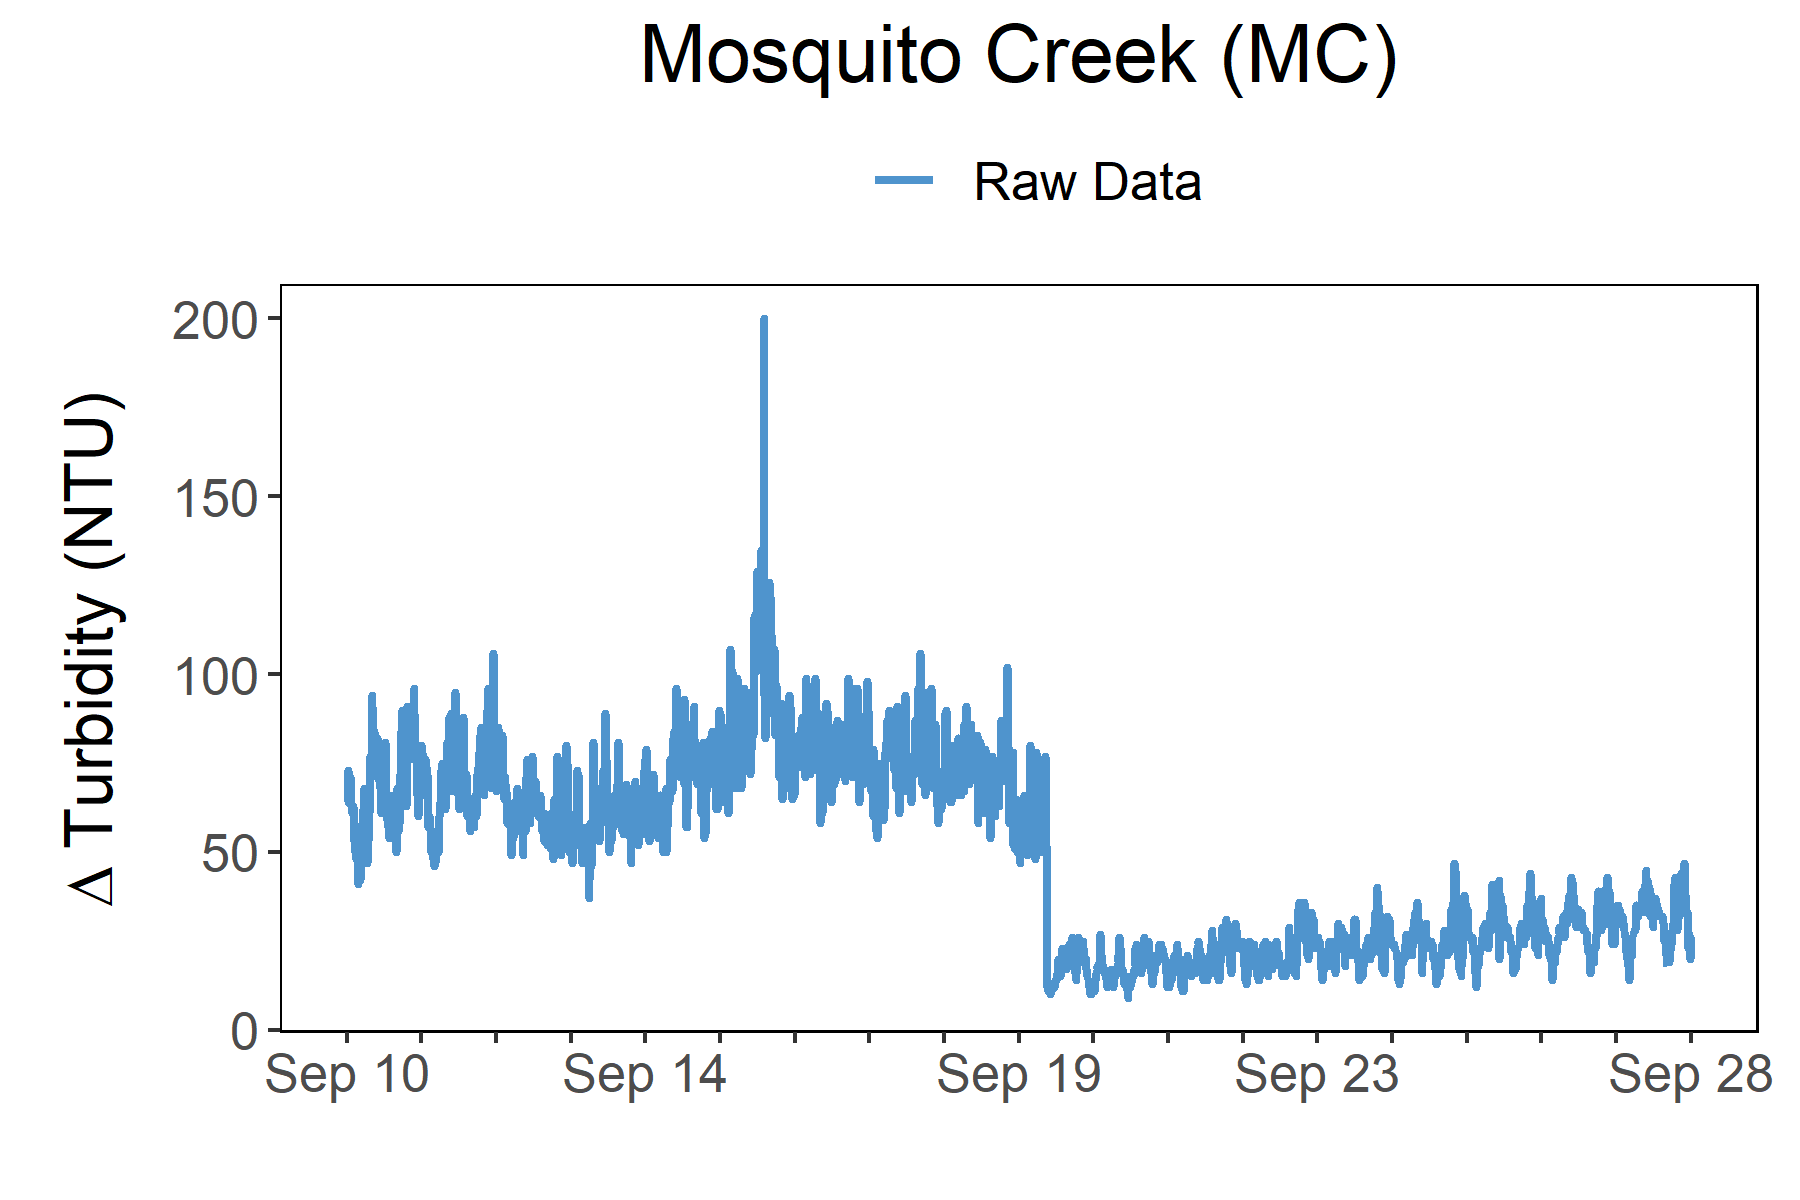 Mosquito Creek (MC)
Raw Data
Δ Turbidity (NTU)
200
150
100
50
0
Sep 10 Sep 14 Sep 19 Sep 23 Sep 28